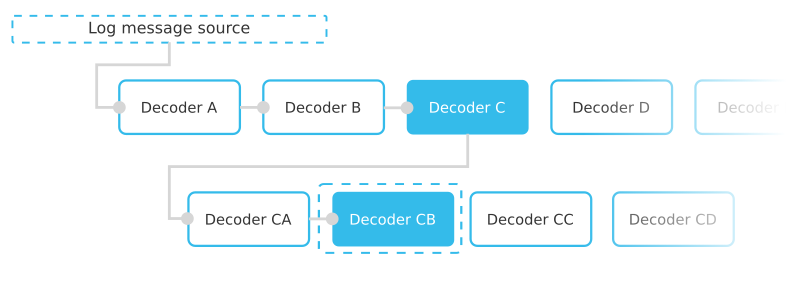 Log message source
Decoder A
Decoder B
Decoder C
Decoder D
Decoder
Decoder CA
Decoder CB
Decoder CC
Decoder CD